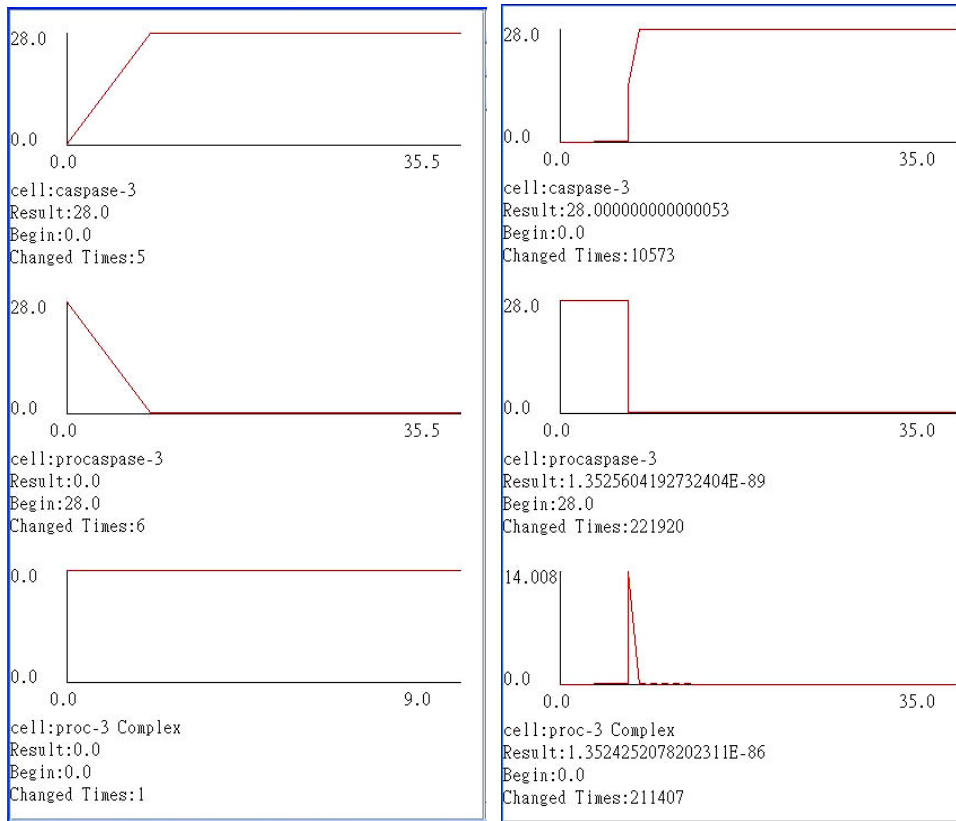 28.0
0.0
0.0 35.5
cell:caspase-3
Result:28.0
Begin:0.0
Changed Times:5
28.0
0.0
0.0 35.5
cell:procaspase-3
Result:0.0
Begin:28.0
Changed Times:6
0.0
0.0
0.0 9.0
cell:proc-3 Complex
Result:0.0
Begin:0.0
Changed Times:1
28.0
0.0
0.0 35.0
cell:caspase-3
Result:28.000000000000053
Begin:0.0
Changed Times:10573
28.0
0.0
0.0 35.0
cell:procaspase-3
Result:1.3525604192732404E-89
Begin:28.0
Changed Times:221920
14.008
0.0
0.0 35.0
cell:proc-3 Complex
Result:1.3524252078202311E-86
Begin:0.0
Changed Times:211407